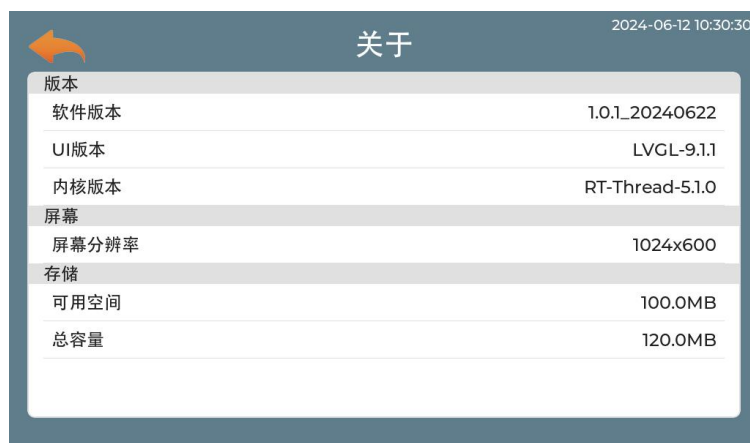 2024-06-12 10:30:30
关于
版本
软件版本 1.0.1_20240622
UI版本 LVGL-9.1.1
内核版本 RT-Thread-5.1.0
屏幕
屏幕分辨率 1024x600
存储
可用空间 100.0MB
总容量 120.0MB